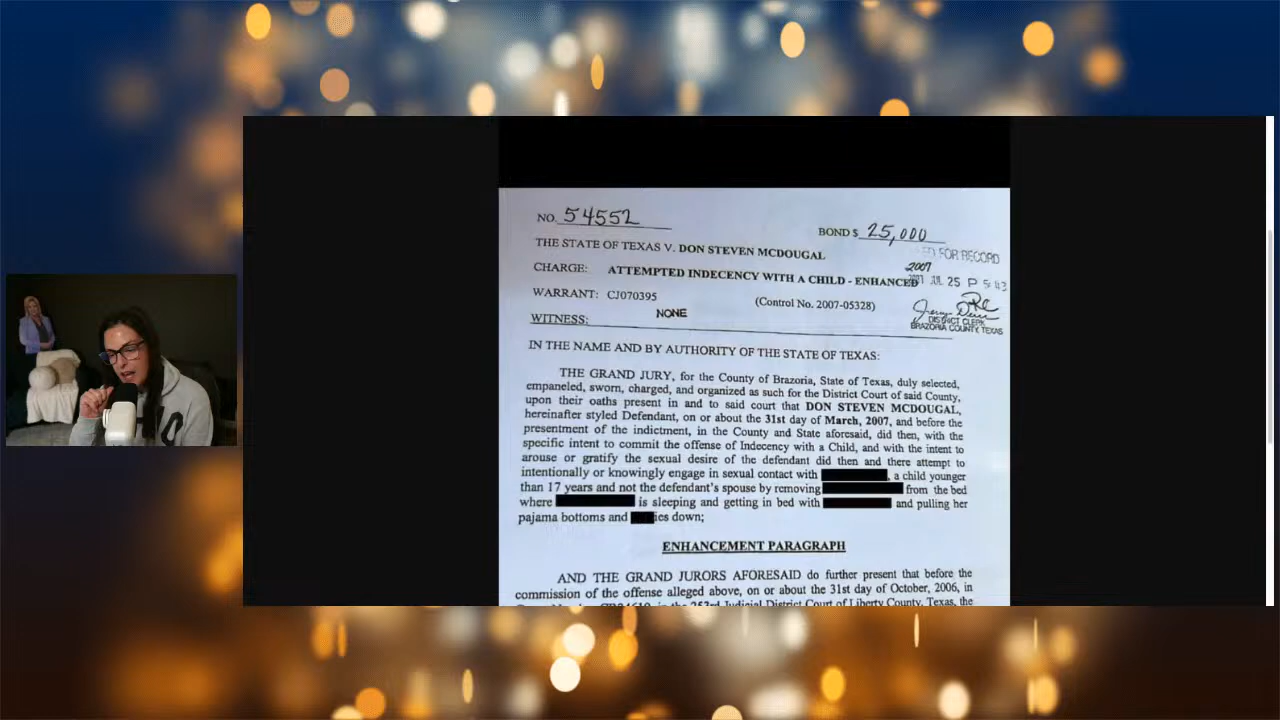 NO. 54552
BOND $ 25,000
THE STATE OF TEXAS V. DON STEVEN MCDOUGAL
FOR RECORD
2007
CHARGE: ATTEMPTED INDECENCY WITH A CHILD - ENHANCED
25 P 5:43
WARRANT: CJ070395 (Control No. 2007-05328)
WITNESS: NONE
DISTRICT CLERK
BRAZORIA COUNTY, TEXAS
IN THE NAME AND BY AUTHORITY OF THE STATE OF TEXAS:
THE GRAND JURY, for the County of Brazoria, State of Texas, duly selected,
empaneled, sworn, charged, and organized as such for the District Court of said County,
upon their oaths present in and to said court that DON STEVEN MCDOUGAL,
hereinafter styled Defendant, on or about the 31st day of March, 2007, and before the
presentment of the indictment, in the County and State aforesaid, did then, with the
specific intent to commit the offense of Indecency with a Child, and with the intent to
arouse or gratify the sexual desire of the defendant did then and there attempt to
intentionally or knowingly engage in sexual contact with , a child younger
than 17 years and not the defendant's spouse by removing from the bed
where is sleeping and getting in bed with and pulling her
pajama bottoms and ies down;
ENHANCEMENT PARAGRAPH
AND THE GRAND JURORS AFORESAID do further present that before the
commission of the offense alleged above, on or about the 31st day of October, 2006, in
in the 253rd Judicial District Court of Liberty County, Texas, the